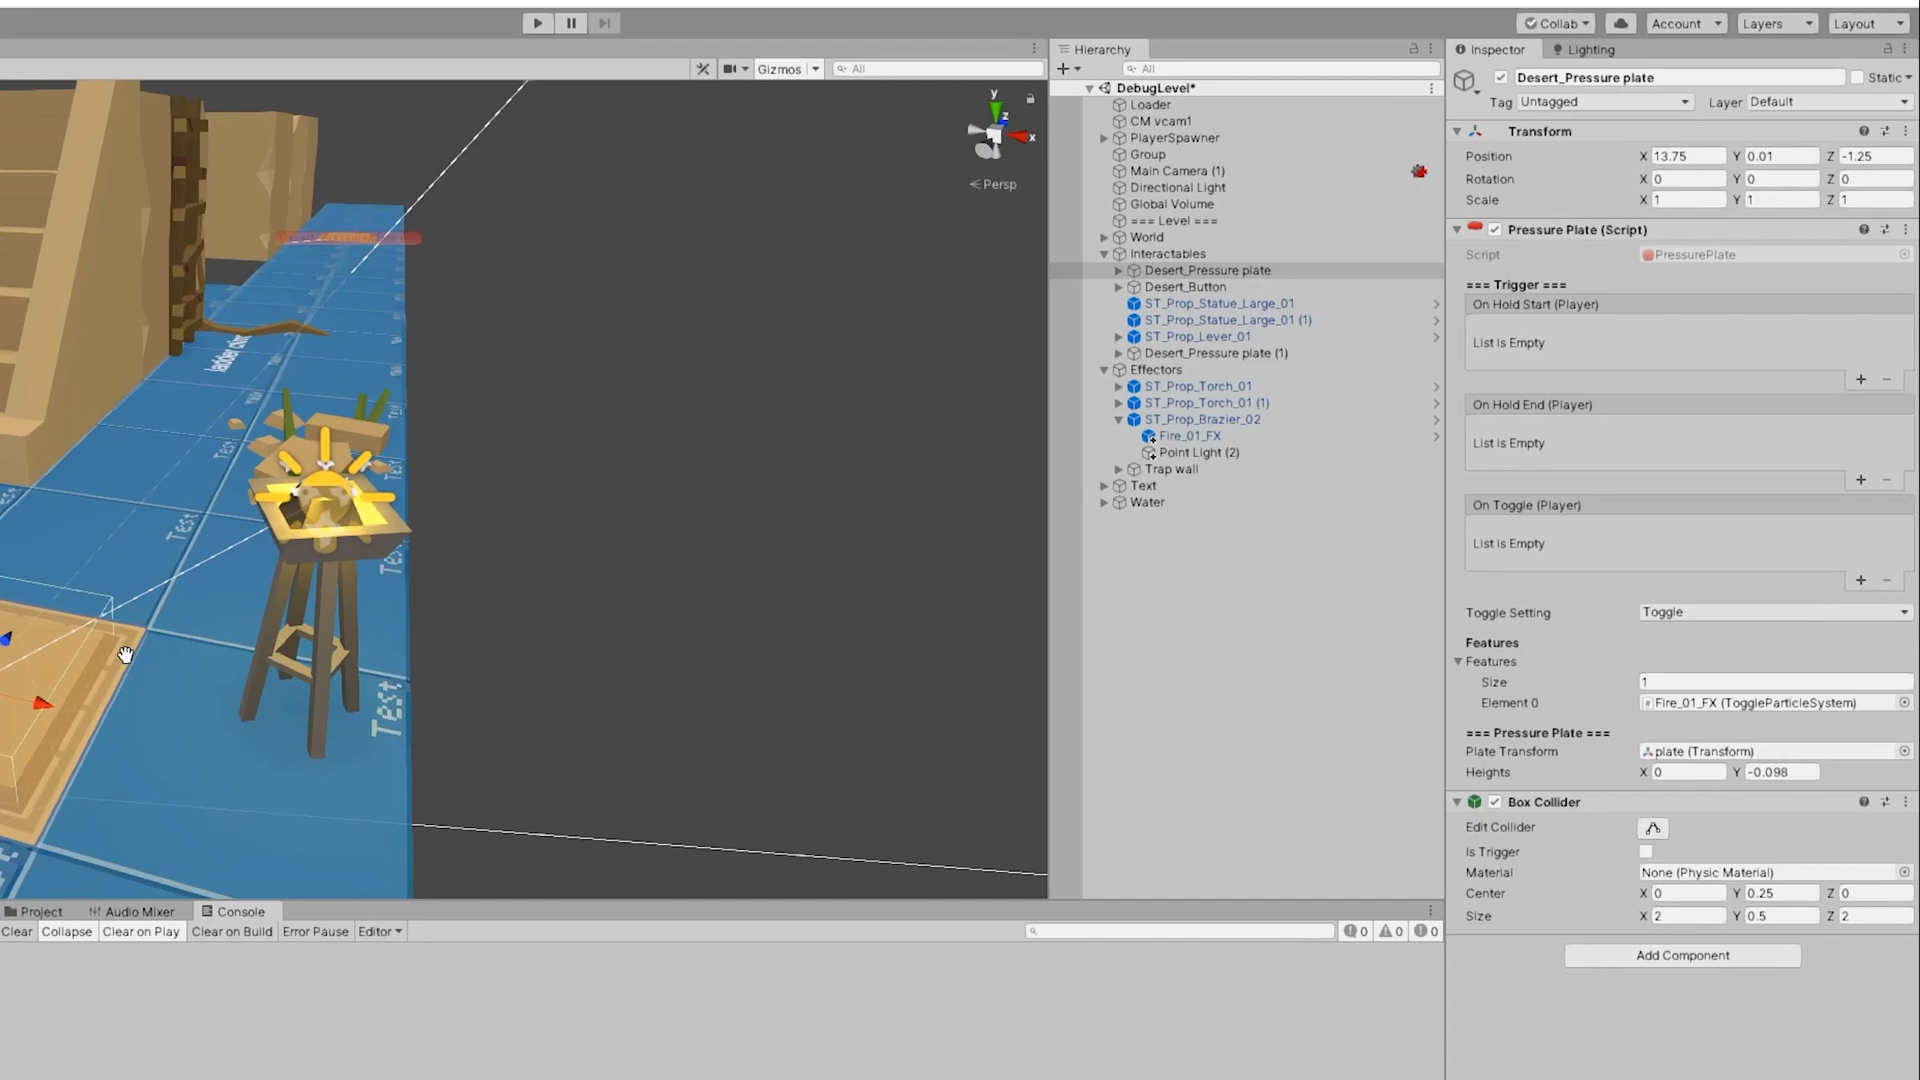 Collab
Account
Layers
Layout
Gizmos
All
y
z
x
Persp
ladder climb
Test
Test
Test
Test
Hierarchy
All
DebugLevel*
Loader
CM vcam1
PlayerSpawner
Group
Main Camera (1)
Directional Light
Global Volume
=== Level ===
World
Interactables
Desert_Pressure plate
Desert_Button
ST_Prop_Statue_Large_01
ST_Prop_Statue_Large_01 (1)
ST_Prop_Lever_01
Desert_Pressure plate (1)
Effectors
ST_Prop_Torch_01
ST_Prop_Torch_01 (1)
ST_Prop_Brazier_02
Fire_01_FX
Point Light (2)
Trap wall
Text
Water
Inspector
Lighting
Desert_Pressure plate
Static
Tag Untagged
Layer Default
Transform
Position X 13.75 Y 0.01 Z -1.25
Rotation X 0 Y 0 Z 0
Scale X 1 Y 1 Z 1
Pressure Plate (Script)
Script PressurePlate
=== Trigger ===
On Hold Start (Player)
List is Empty
On Hold End (Player)
List is Empty
On Toggle (Player)
List is Empty
Toggle Setting Toggle
Features
Features
Size 1
Element 0 Fire_01_FX (ToggleParticleSystem)
=== Pressure Plate ===
Plate Transform plate (Transform)
Heights X 0 Y -0.098
Box Collider
Edit Collider
Is Trigger
Material None (Physic Material)
Center X 0 Y 0.25 Z 0
Size X 2 Y 0.5 Z 2
Add Component
Project
Audio Mixer
Console
Clear
Collapse
Clear on Play
Clear on Build
Error Pause
Editor
0
0
0